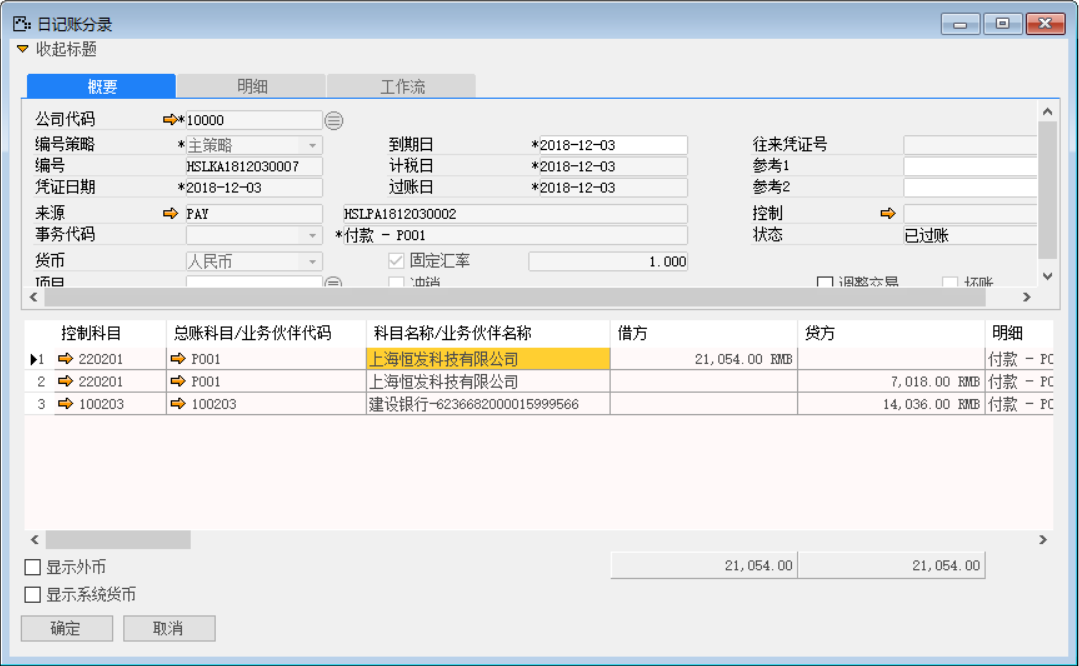 日记账分录
收起标题
概要 明细 工作流
公司代码 *10000
编号策略 *主策略 到期日 *2018-12-03 往来凭证号
编号 HSLKA1812030007 计税日 *2018-12-03 参考1
凭证日期 *2018-12-03 过账日 *2018-12-03 参考2
来源 PAY HSLPA1812030002 控制
事务代码 *付款 - P001 状态 已过账
货币 人民币 固定汇率 1.000
项目 冲销 调整交易 坏账
控制科目 总账科目/业务伙伴代码 科目名称/业务伙伴名称 借方 贷方 明细
1 220201 P001 上海恒发科技有限公司 21,054.00 RMB 付款 - PO
2 220201 P001 上海恒发科技有限公司 7,018.00 RMB 付款 - PO
3 100203 100203 建设银行-6236682000015999566 14,036.00 RMB 付款 - PO
显示外币 21,054.00 21,054.00
显示系统货币
确定 取消